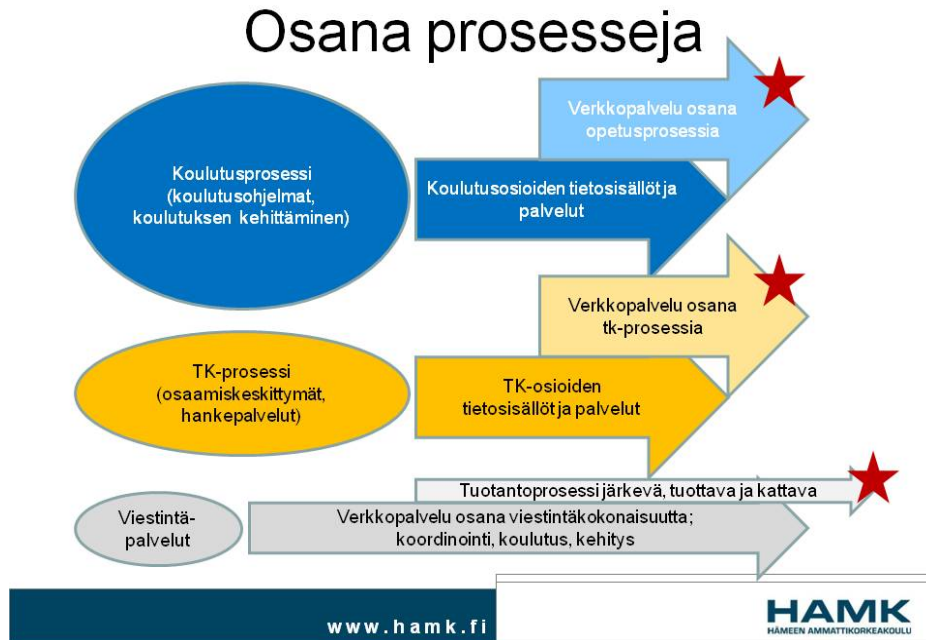 Osana prosesseja
Verkkopalvelu osana
opetusprosessia
Koulutusprosessi
(koulutusohjelmat,
koulutuksen kehittäminen)
Koulutusosioiden tietosisällöt ja
palvelut
Verkkopalvelu osana
tk-prosessia
TK-prosessi
(osaamiskeskittymät,
hankepalvelut)
TK-osioiden
tietosisällöt ja palvelut
Tuotantoprosessi järkevä, tuottava ja kattava
Viestintä-
palvelut
Verkkopalvelu osana viestintäkokonaisuutta;
koordinointi, koulutus, kehitys
www.hamk.fi
HAMK
HÄMEEN AMMATTIKORKEAKOULU